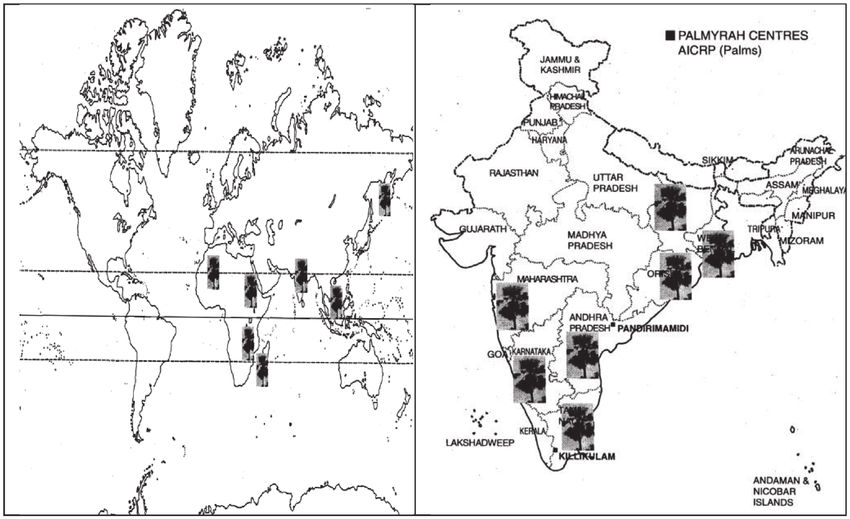 PALMYRAH CENTRES
AICRP (Palms)
JAMMU &
KASHMIR
HIMACHAL
PRADESH
PUNJAB
HARYANA
RAJASTHAN
UTTAR
PRADESH
SIKKIM
ARUNACHAL
PRADESH
ASSAM
MEGHALAYA
MANIPUR
TRIPURA
MIZORAM
GUJARATH
MADHYA
PRADESH
MAHARASHTRA
ANDHRA
PRADESH
PANDIRIMAMIDI
GOA
KARNATAKA
KERALA
LAKSHADWEEP
KILLIKULAM
ANDAMAN &
NICOBAR
ISLANDS